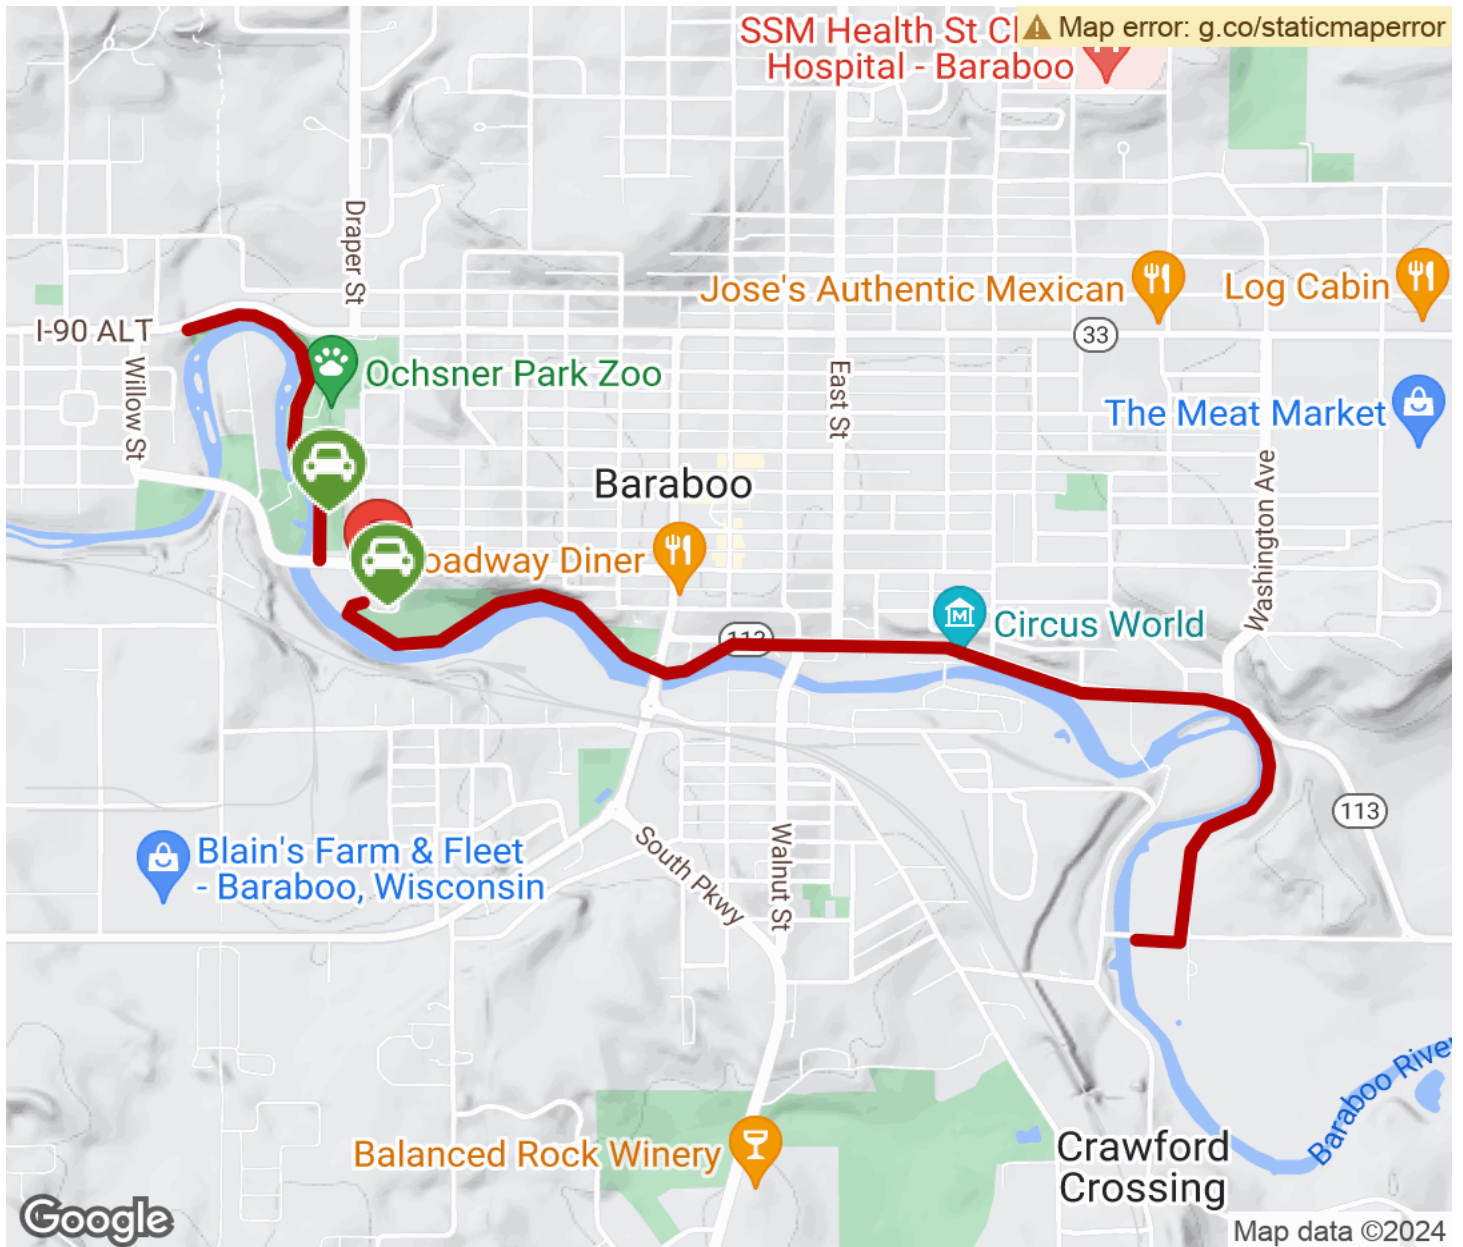 SSM Health St Cl
Hospital - Baraboo
Map error: g.co/staticmaperror
Draper St
Jose's Authentic Mexican
Log Cabin
I-90 ALT
33
Ochsner Park Zoo
Willow St
East St
The Meat Market
Baraboo
Washington Ave
oadway Diner
Circus World
M
113
Blain's Farm & Fleet
- Baraboo, Wisconsin
South Pkwy
Walnut St
Baraboo River
Balanced Rock Winery
Crawford
Crossing
Google
Map data ©2024